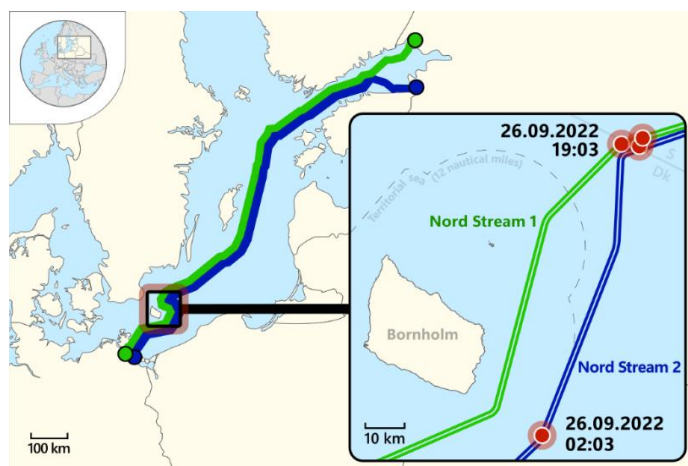 26.09.2022
19:03
S
Dk
Territorial sea (12 nautical miles)
Nord Stream 1
Bornholm
Nord Stream 2
26.09.2022
02:03
100 km
10 km